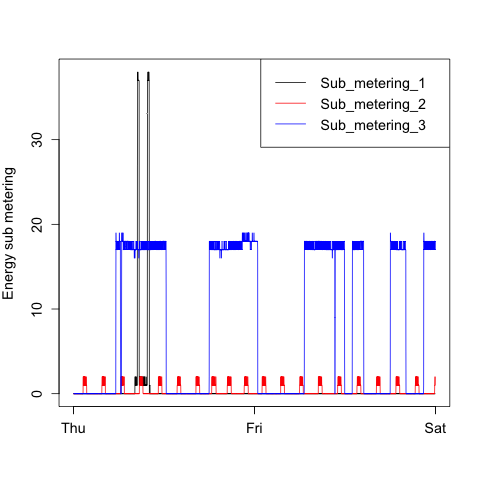 Sub_metering_1
Sub_metering_2
Sub_metering_3
Energy sub metering
30
20
10
0
Thu Fri Sat